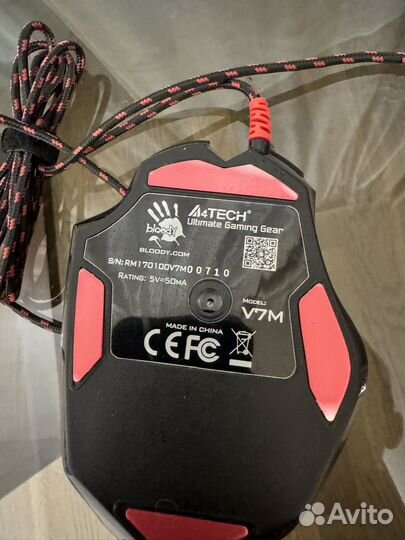 bloody
A4TECH®
Ultimate Gaming Gear
BLOODY.COM
S/N:RM170100V7M00710
RATING: 5V=50MA
MODEL:
V7M
MADE IN CHINA
CE FC
Avito